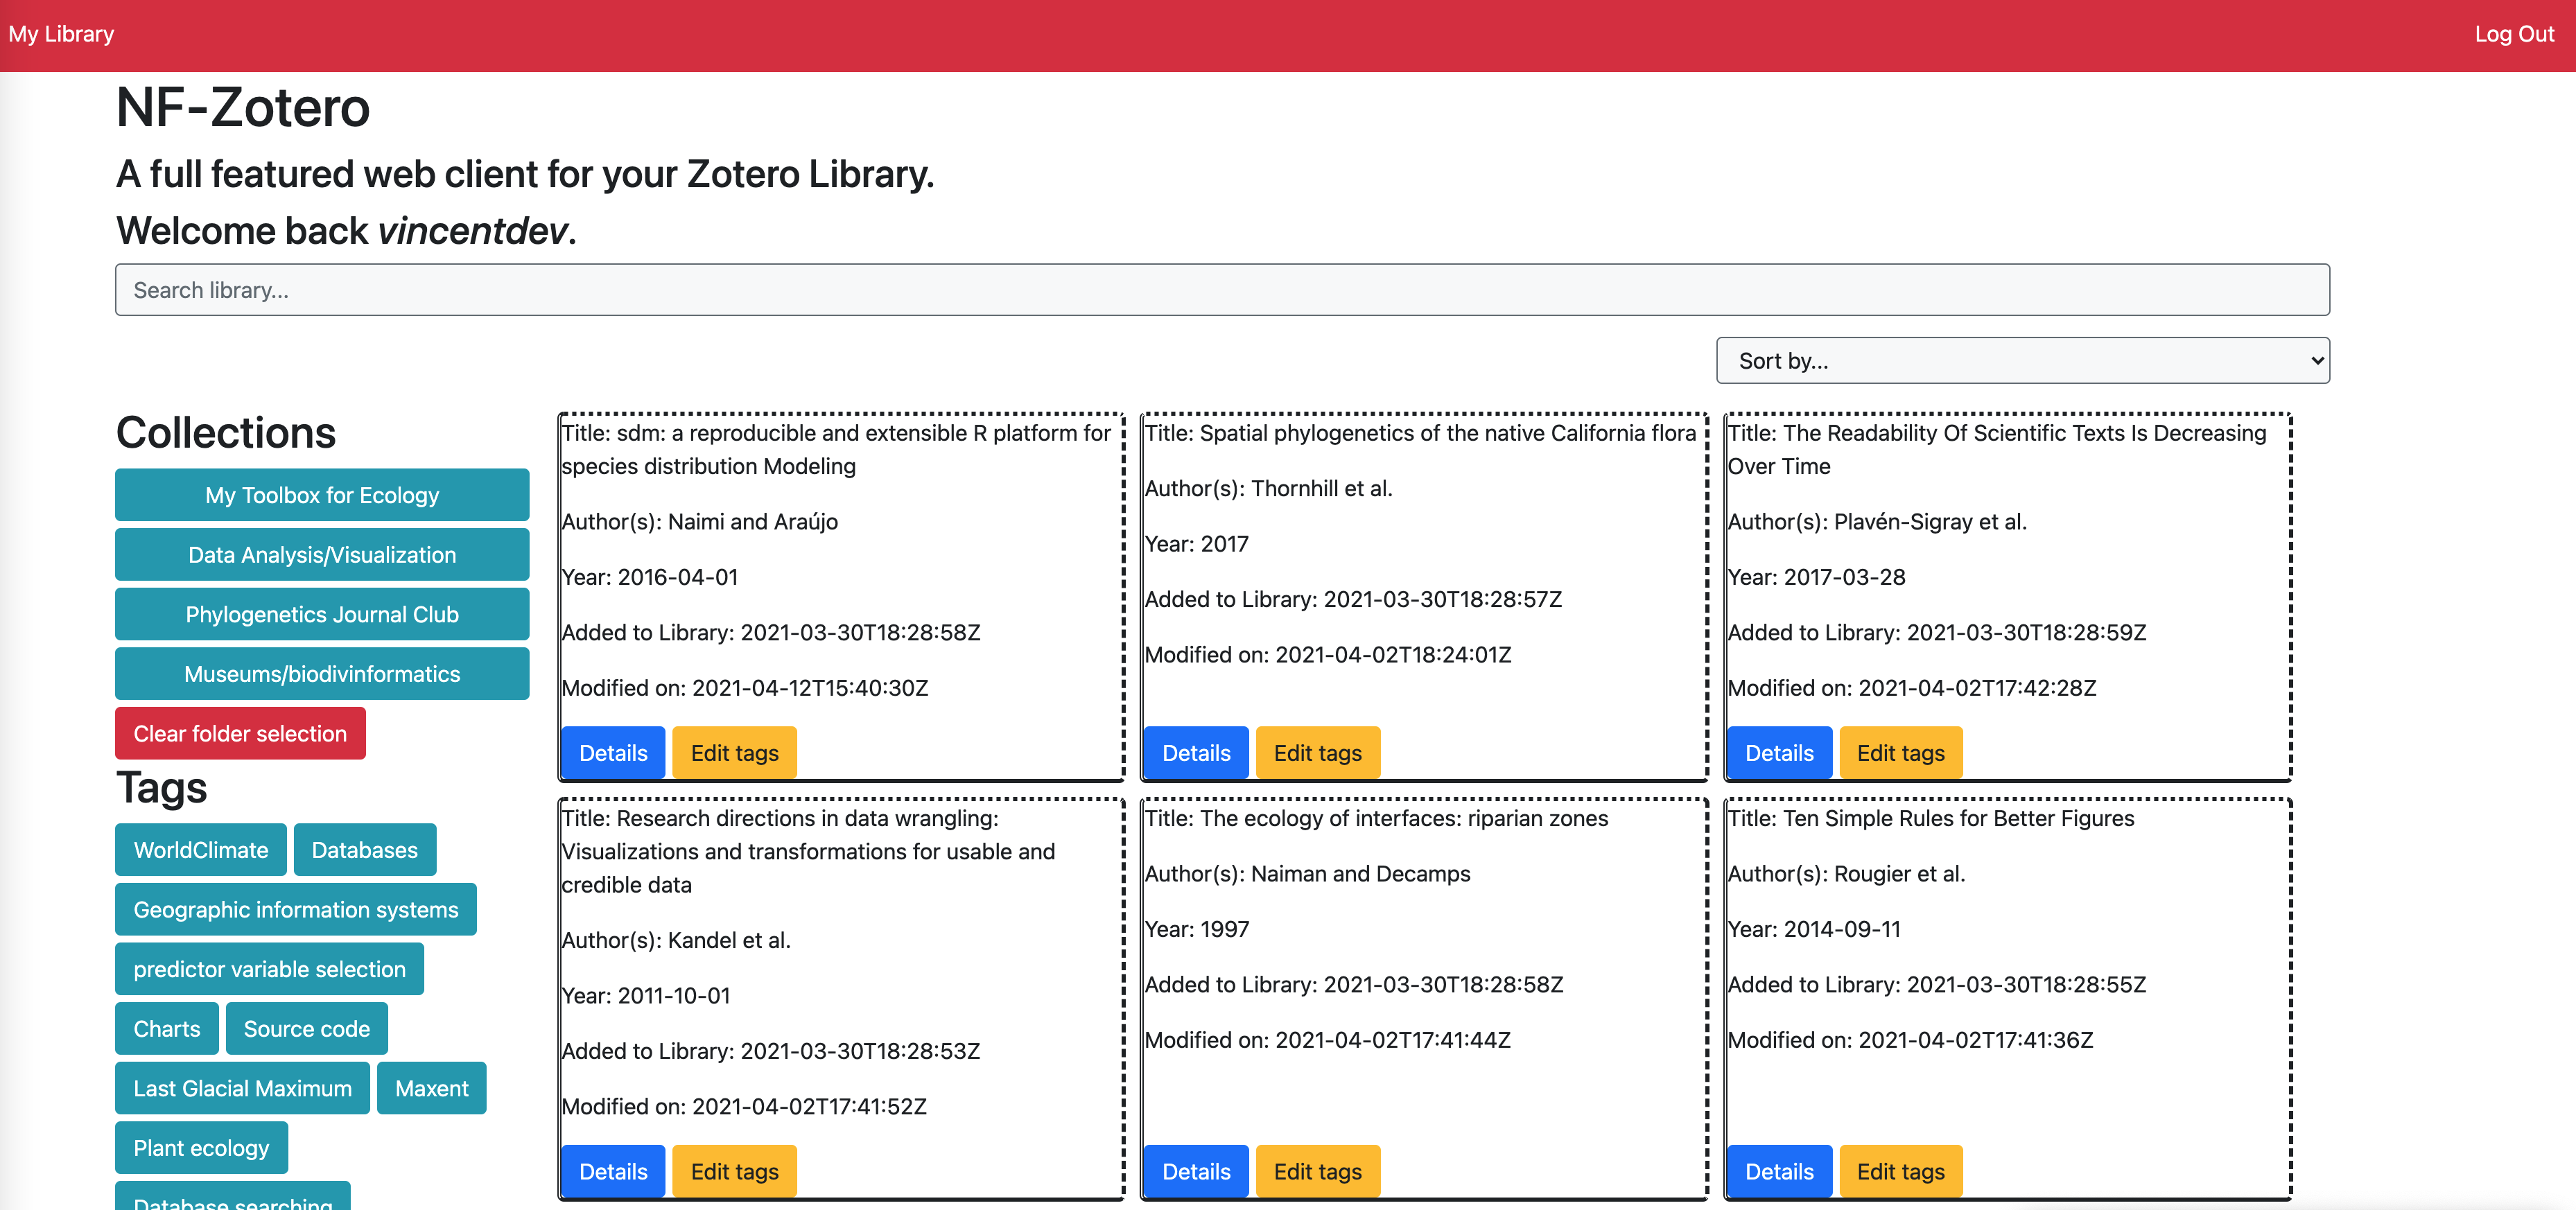 My Library
Log Out
NF-Zotero
A full featured web client for your Zotero Library.
Welcome back vincentdev.
Search library...
Sort by...
Collections
My Toolbox for Ecology
Data Analysis/Visualization
Phylogenetics Journal Club
Museums/biodivinformatics
Clear folder selection
Tags
WorldClimate
Databases
Geographic information systems
predictor variable selection
Charts
Source code
Last Glacial Maximum
Maxent
Plant ecology
Database searching
Title: sdm: a reproducible and extensible R platform for
species distribution Modeling
Author(s): Naimi and Araújo
Year: 2016-04-01
Added to Library: 2021-03-30T18:28:58Z
Modified on: 2021-04-12T15:40:30Z
Details
Edit tags
Title: Spatial phylogenetics of the native California flora
Author(s): Thornhill et al.
Year: 2017
Added to Library: 2021-03-30T18:28:57Z
Modified on: 2021-04-02T18:24:01Z
Details
Edit tags
Title: The Readability Of Scientific Texts Is Decreasing
Over Time
Author(s): Plavén-Sigray et al.
Year: 2017-03-28
Added to Library: 2021-03-30T18:28:59Z
Modified on: 2021-04-02T17:42:28Z
Details
Edit tags
Title: Research directions in data wrangling:
Visualizations and transformations for usable and
credible data
Author(s): Kandel et al.
Year: 2011-10-01
Added to Library: 2021-03-30T18:28:53Z
Modified on: 2021-04-02T17:41:52Z
Details
Edit tags
Title: The ecology of interfaces: riparian zones
Author(s): Naiman and Decamps
Year: 1997
Added to Library: 2021-03-30T18:28:58Z
Modified on: 2021-04-02T17:41:44Z
Details
Edit tags
Title: Ten Simple Rules for Better Figures
Author(s): Rougier et al.
Year: 2014-09-11
Added to Library: 2021-03-30T18:28:55Z
Modified on: 2021-04-02T17:41:36Z
Details
Edit tags